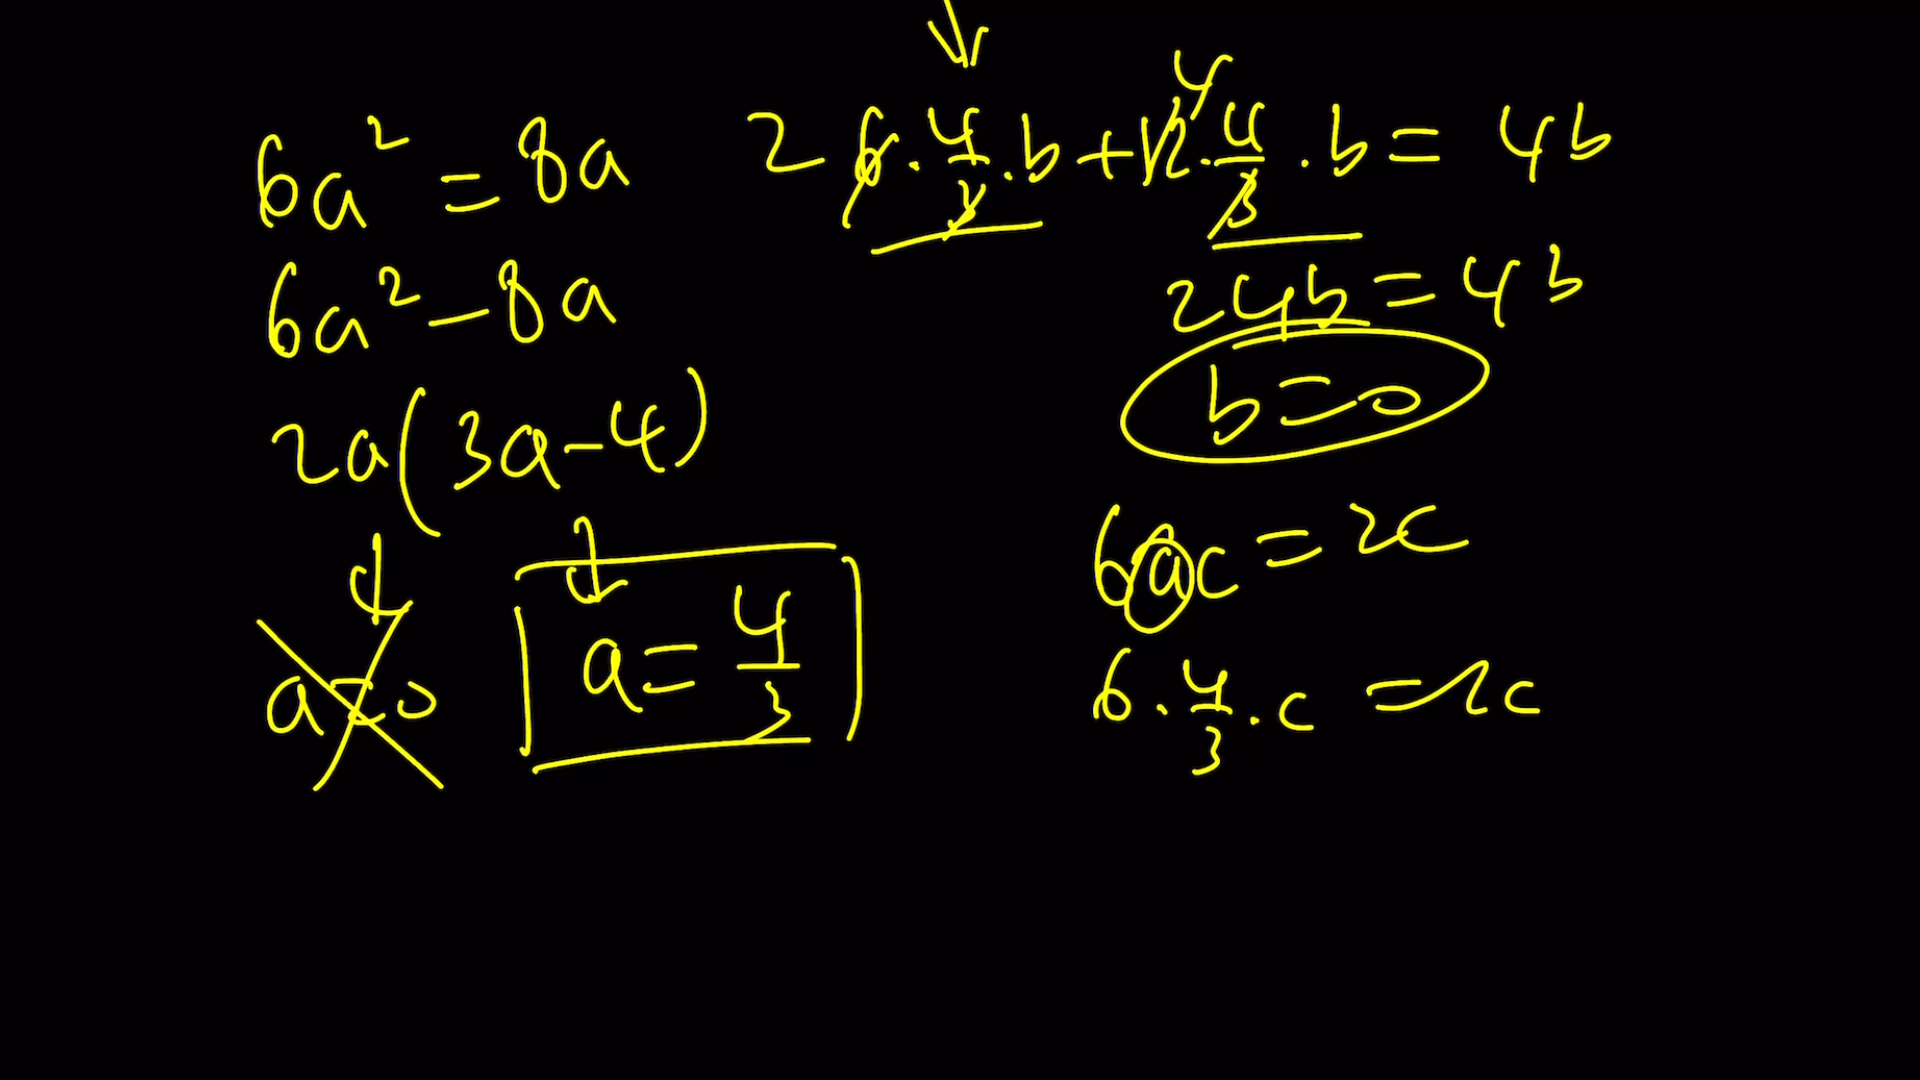 6a² = 8a
6a² - 8a
2a(3a-4)
a=0
a= 4/3
2 6·4/3·b+12·4/3·b= 4b
4
24b=4b
b=0
6ac=2c
6·4/3·c =2c